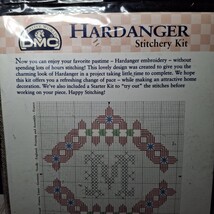 DMC
HARDANGER
Stitchery Kit
Now you can enjoy your favorite pastime – Hardanger embroidery – without
spending lots of hours stitching! This lovely design was created to give you the
charming look of Hardanger in a project taking little time to complete. We hope
this kit offers you a refreshing change of pace – while making an attractive home
decoration. We've also included a Starter Kit to "try out" the stitches before
working on your piece. Happy Stitching!